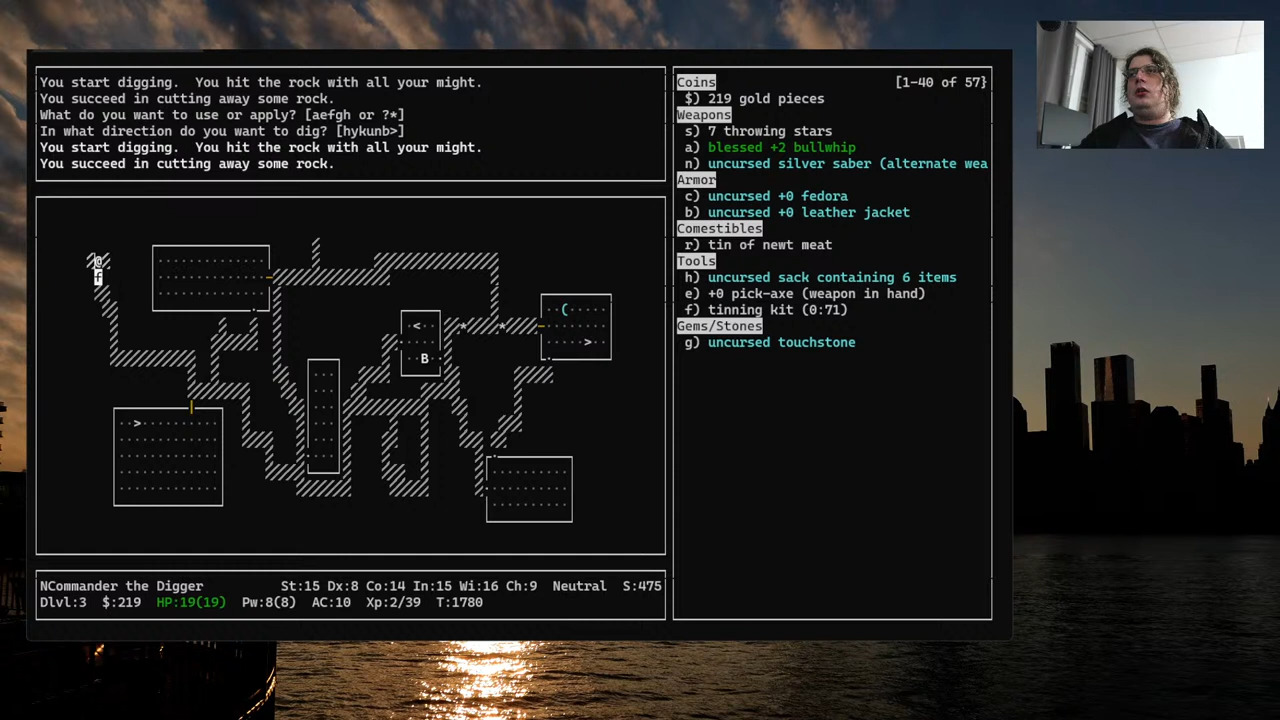 You start digging.  You hit the rock with all your might.
You succeed in cutting away some rock.
What do you want to use or apply? [aefgh or ?*]
In what direction do you want to dig? [hykunb>]
You start digging.  You hit the rock with all your might.
You succeed in cutting away some rock.
Coins [1-40 of 57}
$) 219 gold pieces
Weapons
s) 7 throwing stars
a) blessed +2 bullwhip
n) uncursed silver saber (alternate wea
Armor
c) uncursed +0 fedora
b) uncursed +0 leather jacket
Comestibles
r) tin of newt meat
Tools
h) uncursed sack containing 6 items
e) +0 pick-axe (weapon in hand)
f) tinning kit (0:71)
Gems/Stones
g) uncursed touchstone
@
f
(
<
*
*
>
B
>
NCommander the Digger St:15 Dx:8 Co:14 In:15 Wi:16 Ch:9 Neutral S:475
Dlvl:3 $:219 HP:19(19) Pw:8(8) AC:10 Xp:2/39 T:1780